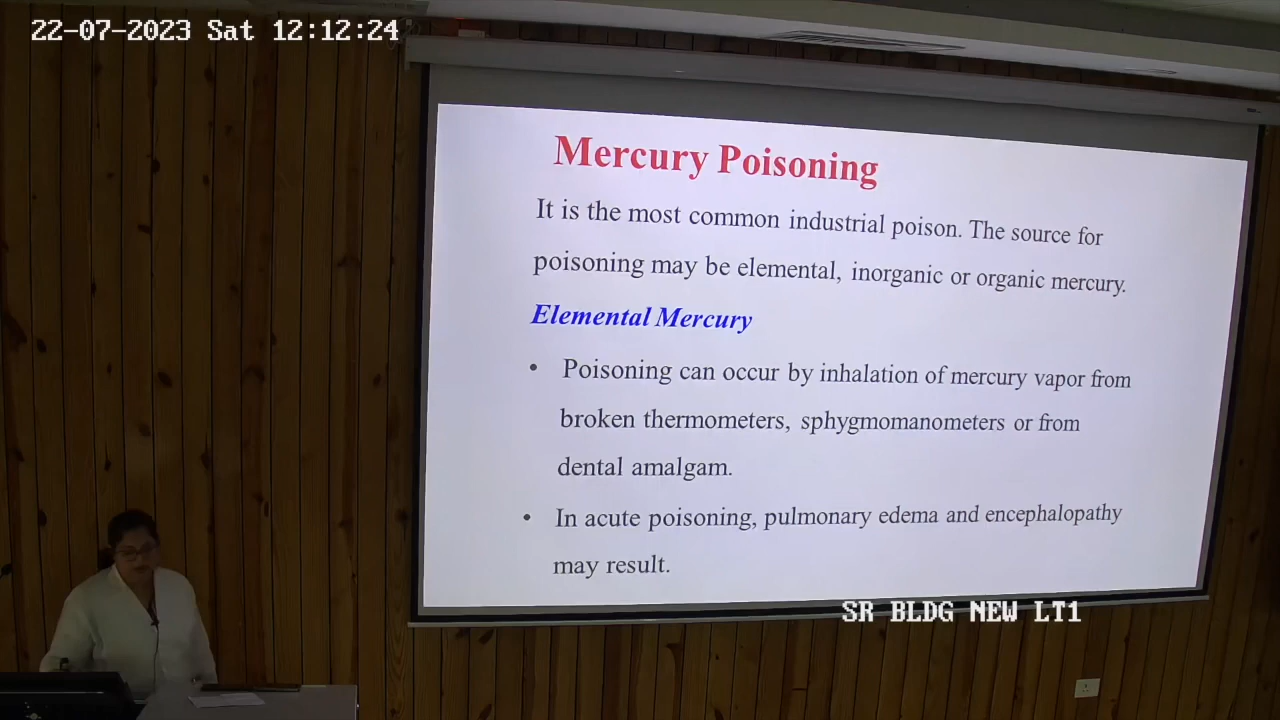 22-07-2023 Sat 12:12:24
Mercury Poisoning
It is the most common industrial poison. The source for
poisoning may be elemental, inorganic or organic mercury.
Elemental Mercury
• Poisoning can occur by inhalation of mercury vapor from
broken thermometers, sphygmomanometers or from
dental amalgam.
• In acute poisoning, pulmonary edema and encephalopathy
may result.
SR BLDG NEW LT1